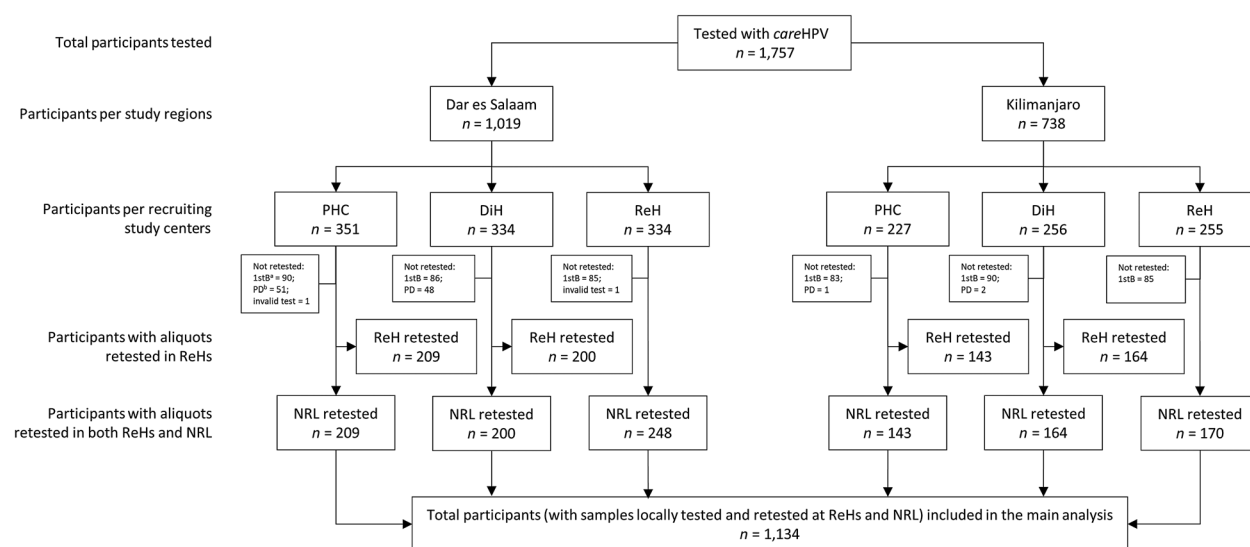 Total participants tested
Tested with careHPV
n = 1,757
Participants per study regions
Dar es Salaam
n = 1,019
Kilimanjaro
n = 738
Participants per recruiting
study centers
PHC
n = 351
DiH
n = 334
ReH
n = 334
PHC
n = 227
DiH
n = 256
ReH
n = 255
Not retested:
1stBᵃ = 90;
PDᵇ = 51;
invalid test = 1
Not retested:
1stB = 86;
PD = 48
Not retested:
1stB = 85;
invalid test = 1
Not retested:
1stB = 83;
PD = 1
Not retested:
1stB = 90;
PD = 2
Not retested:
1stB = 85
Participants with aliquots
retested in ReHs
ReH retested
n = 209
ReH retested
n = 200
ReH retested
n = 143
ReH retested
n = 164
Participants with aliquots
retested in both ReHs and NRL
NRL retested
n = 209
NRL retested
n = 200
NRL retested
n = 248
NRL retested
n = 143
NRL retested
n = 164
NRL retested
n = 170
Total participants (with samples locally tested and retested at ReHs and NRL) included in the main analysis
n = 1,134